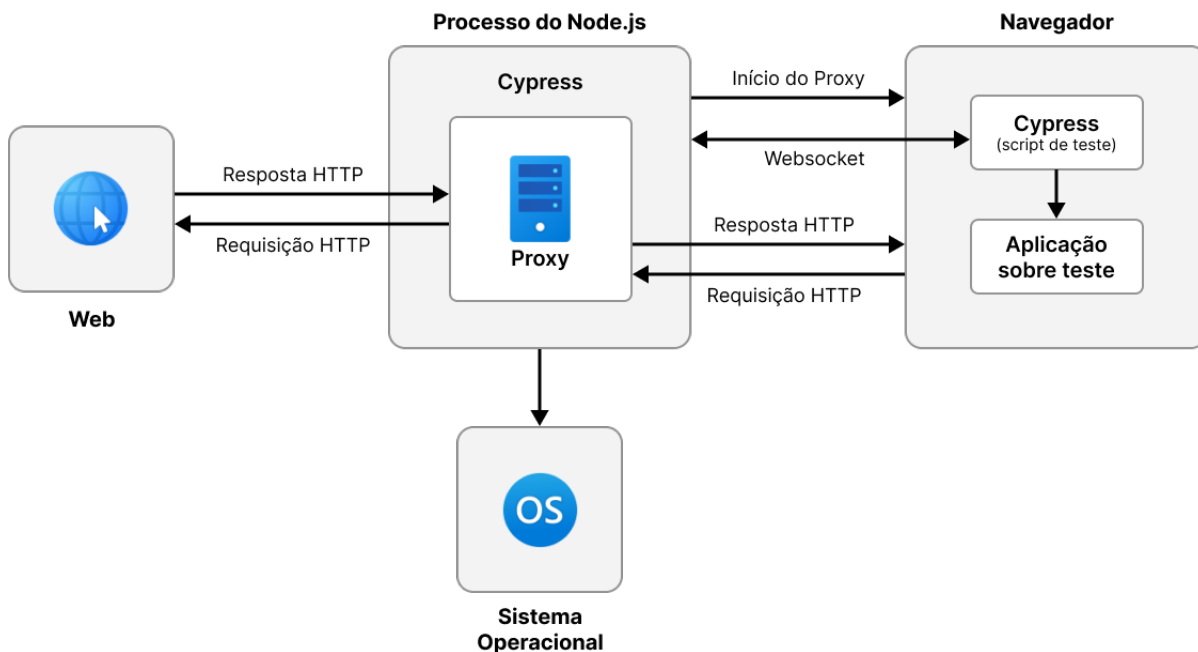 Processo do Node.js
Navegador
Cypress
Início do Proxy
Cypress
(script de teste)
Websocket
Resposta HTTP
Requisição HTTP
Proxy
Resposta HTTP
Requisição HTTP
Aplicação
sobre teste
Web
OS
Sistema
Operacional